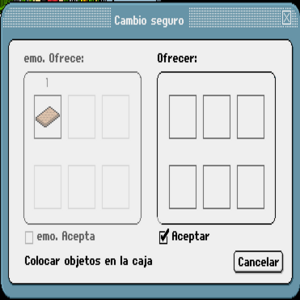 Cambio seguro
emo. Ofrece:
Ofrecer:
1
emo. Acepta
Aceptar
Colocar objetos en la caja
Cancelar